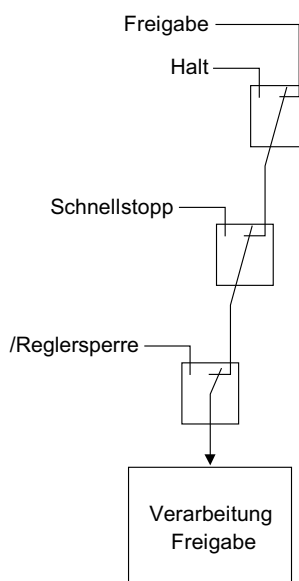 Freigabe
Halt
Schnellstopp
/Reglersperre
Verarbeitung
Freigabe